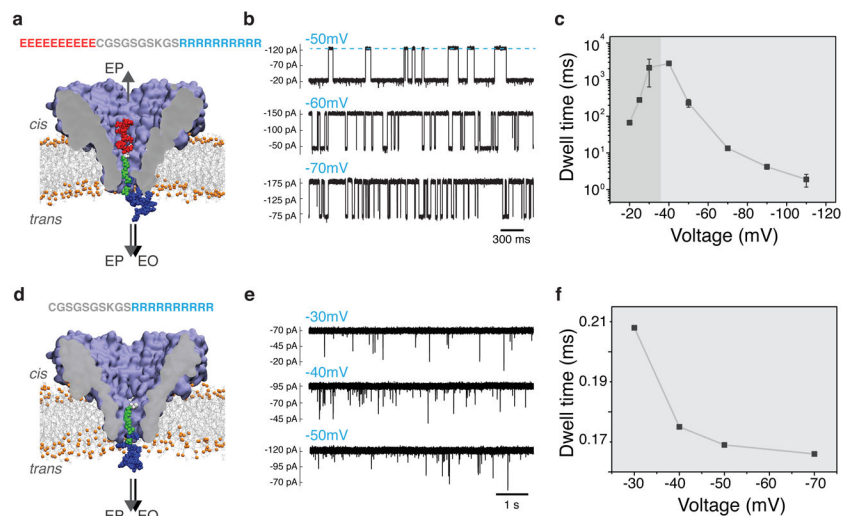 a
EEEEEEEEEECGSGSGSKGSRRRRRRRRRR
EP
cis
trans
EP
EO
b
-50mV
-120 pA
-70 pA
-20 pA
-60mV
-150 pA
-100 pA
-50 pA
-70mV
-175 pA
-125 pA
-75 pA
300 ms
c
Dwell time (ms)
10⁴
10³
10²
10¹
10⁰
-20 -40 -60 -80 -100 -120
Voltage (mV)
d
CGSGSGSKGSRRRRRRRRRR
cis
trans
EP
EO
e
-30mV
-70 pA
-45 pA
-20 pA
-40mV
-95 pA
-70 pA
-45 pA
-50mV
-120 pA
-95 pA
-70 pA
1 s
f
Dwell time (ms)
0.21
0.19
0.17
-30 -40 -50 -60 -70
Voltage (mV)